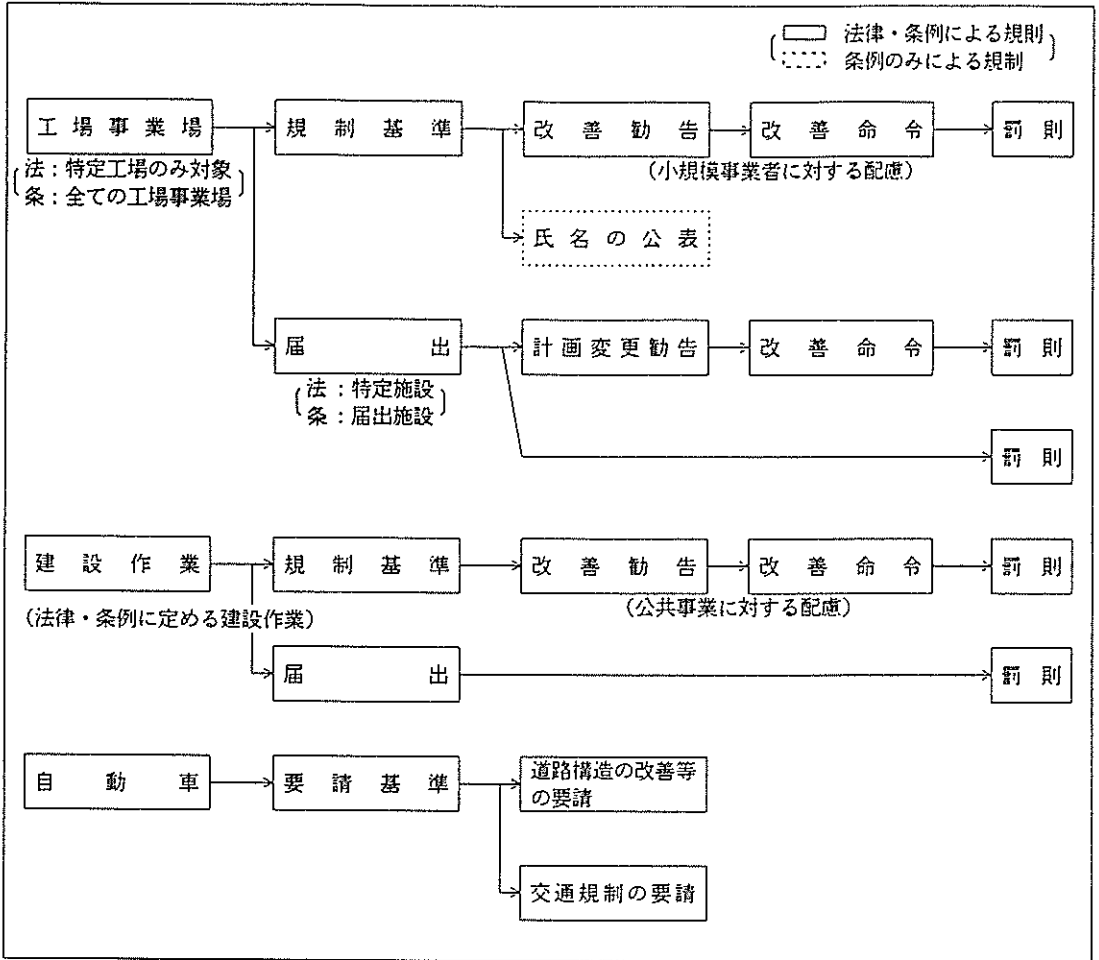 法律・条例による規則
条例のみによる規制
工場事業場
規制基準
改善勧告
改善命令
罰則
法：特定工場のみ対象
条：全ての工場事業場
(小規模事業者に対する配慮)
氏名の公表
届出
計画変更勧告
改善命令
罰則
法：特定施設
条：届出施設
罰則
建設作業
規制基準
改善勧告
改善命令
罰則
(法律・条例に定める建設作業)
(公共事業に対する配慮)
届出
罰則
自動車
要請基準
道路構造の改善等
の要請
交通規制の要請